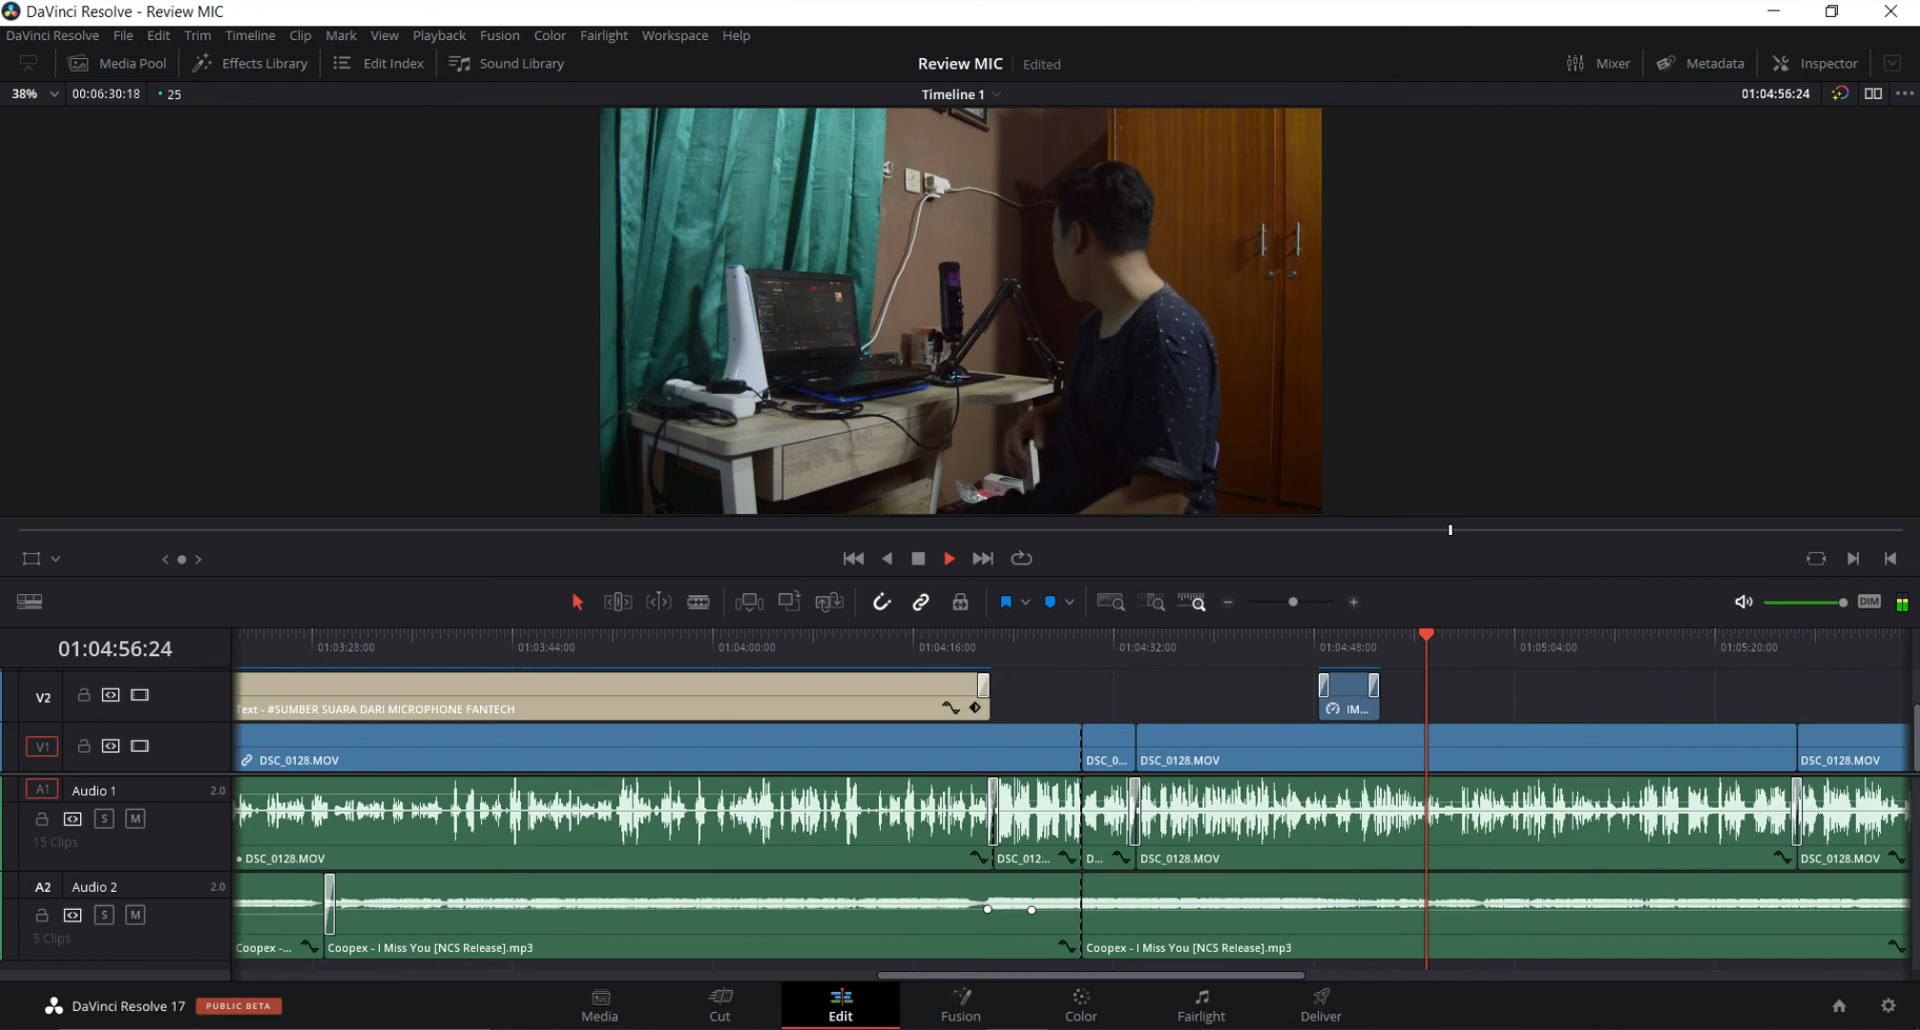 DaVinci Resolve - Review MIC
DaVinci Resolve File Edit Trim Timeline Clip Mark View Playback Fusion Color Fairlight Workspace Help
Media Pool Effects Library Edit Index Sound Library Review MIC Edited Mixer Metadata Inspector
38% 00:06:30:18 • 25 Timeline 1 01:04:56:24 •••
DIM
01:04:56:24 01:03:28:00 01:03:44:00 01:04:00:00 01:04:16:00 01:04:32:00 01:04:48:00 01:05:04:00 01:05:20:00
V2 Text - #SUMBER SUARA DARI MICROPHONE FANTECH IM...
V1 DSC_0128.MOV DSC_0... DSC_0128.MOV DSC_0128.MOV
A1 Audio 1 2.0
S M
15 Clips
DSC_0128.MOV DSC_012... D... DSC_0128.MOV DSC_0128.MOV
A2 Audio 2 2.0
S M
5 Clips
Coopex -... Coopex - I Miss You [NCS Release].mp3 Coopex - I Miss You [NCS Release].mp3
DaVinci Resolve 17 PUBLIC BETA Media Cut Edit Fusion Color Fairlight Deliver